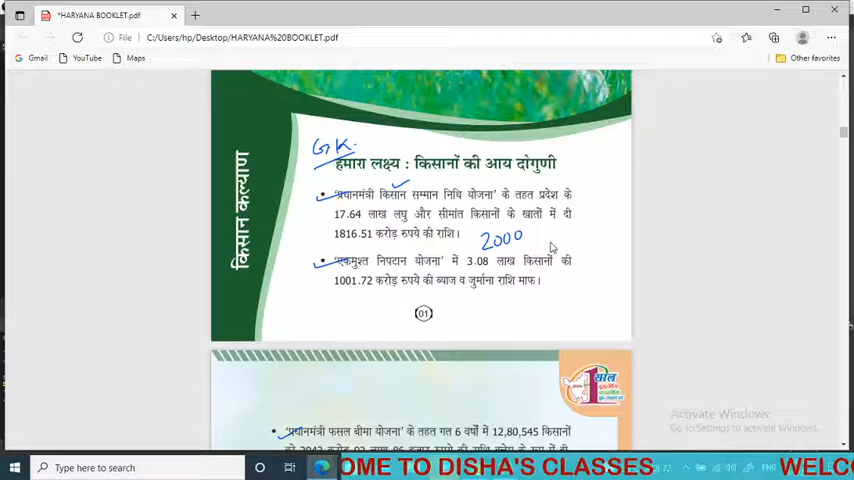 *HARYANA BOOKLET.pdf
File
C:/Users/hp/Desktop/HARYANA%20BOOKLET.pdf
Gmail
YouTube
Maps
Other favorites
G.K.
हमारा लक्ष्य : किसानों की आय दोगुणी
किसान कल्याण
• 'प्रधानमंत्री किसान सम्मान निधि योजना' के तहत प्रदेश के
17.64 लाख लघु और सीमांत किसानों के खातों में दी
1816.51 करोड़ रुपये की राशि।
2000
• 'एकमुश्त निपटान योजना' में 3.08 लाख किसानों की
1001.72 करोड़ रुपये की ब्याज व जुर्माना राशि माफ।
01
1 साल
• 'प्रधानमंत्री फसल बीमा योजना' के तहत गत 6 वर्षों में 12,80,545 किसानों
Activate Windows
Go to Settings to activate Windows.
Type here to search
ENG
OME TO DISHA'S CLASSES
WELCO